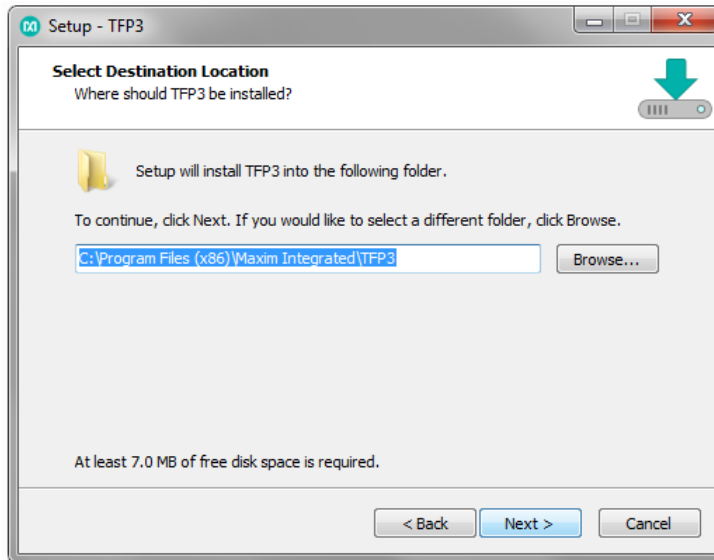 Setup - TFP3
Select Destination Location
Where should TFP3 be installed?
Setup will install TFP3 into the following folder.
To continue, click Next. If you would like to select a different folder, click Browse.
C:\Program Files (x86)\Maxim Integrated\TFP3
Browse...
At least 7.0 MB of free disk space is required.
< Back
Next >
Cancel